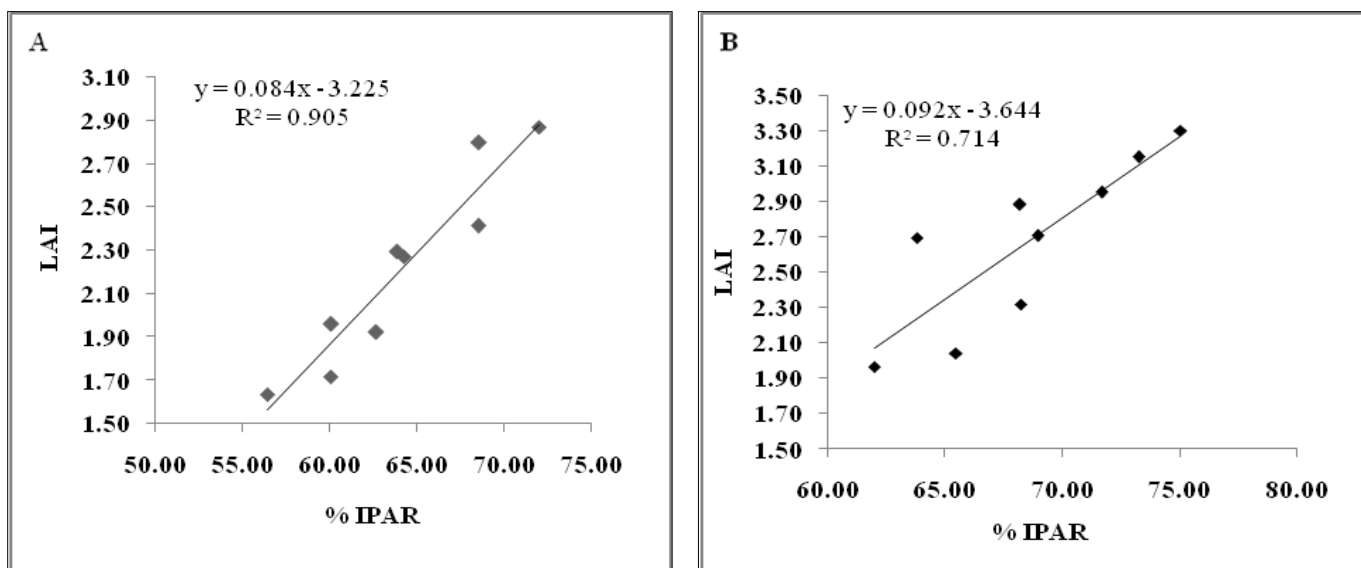 A
y = 0.084x - 3.225
R² = 0.905
3.10
2.90
2.70
2.50
2.30
2.10
1.90
1.70
1.50
LAI
50.00 55.00 60.00 65.00 70.00 75.00
% IPAR
B
y = 0.092x - 3.644
R² = 0.714
3.50
3.30
3.10
2.90
2.70
2.50
2.30
2.10
1.90
1.70
1.50
LAI
60.00 65.00 70.00 75.00 80.00
% IPAR